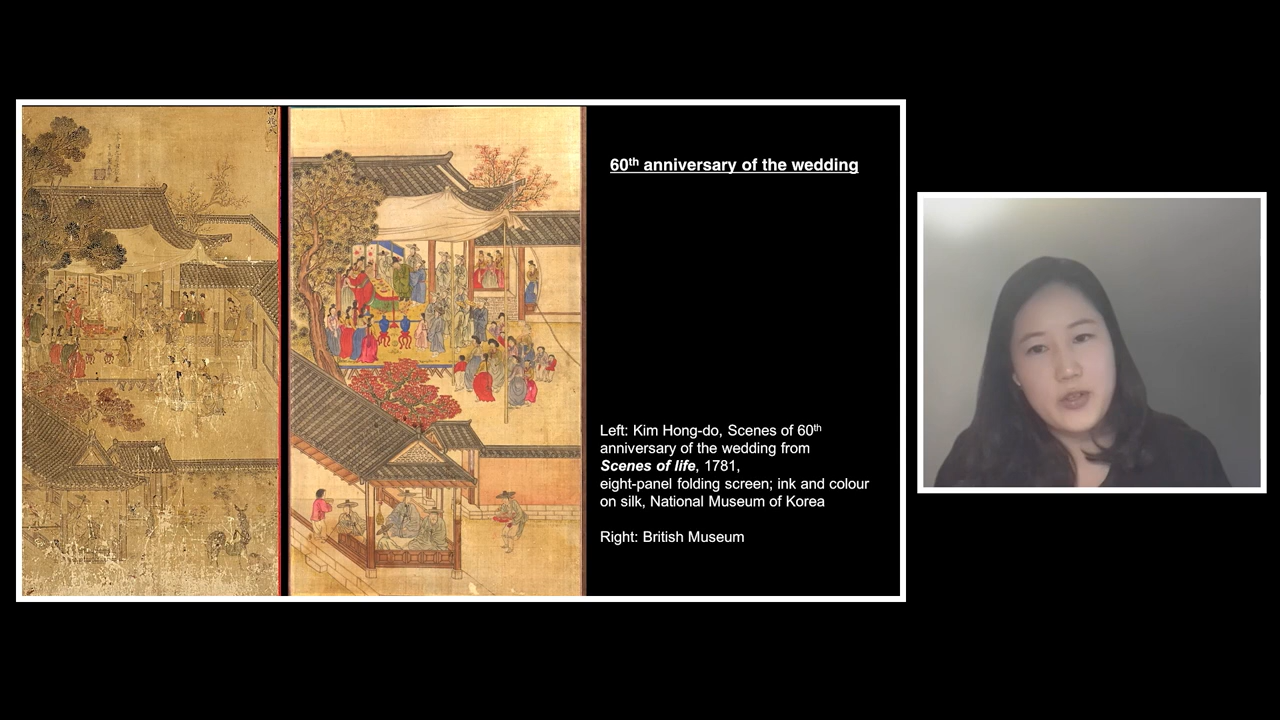 60th anniversary of the wedding
Left: Kim Hong-do, Scenes of 60th
anniversary of the wedding from
Scenes of life, 1781,
eight-panel folding screen; ink and colour
on silk, National Museum of Korea
Right: British Museum